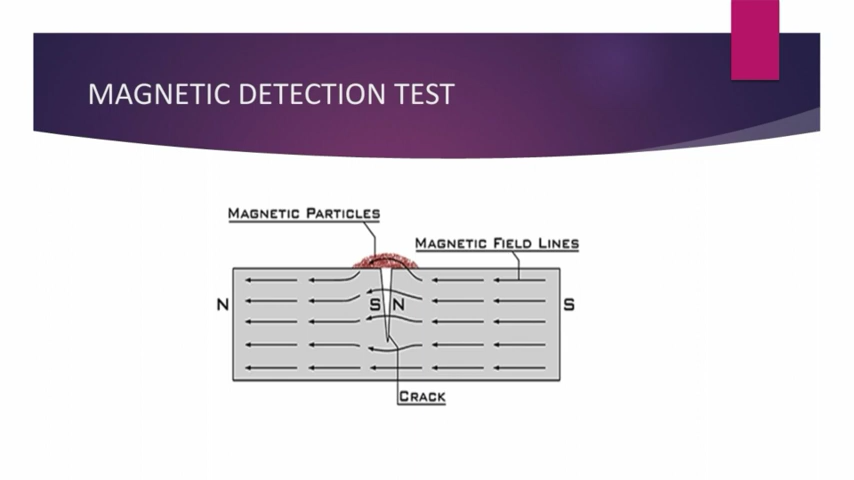 MAGNETIC DETECTION TEST
MAGNETIC PARTICLES
MAGNETIC FIELD LINES
N
S
N
S
CRACK